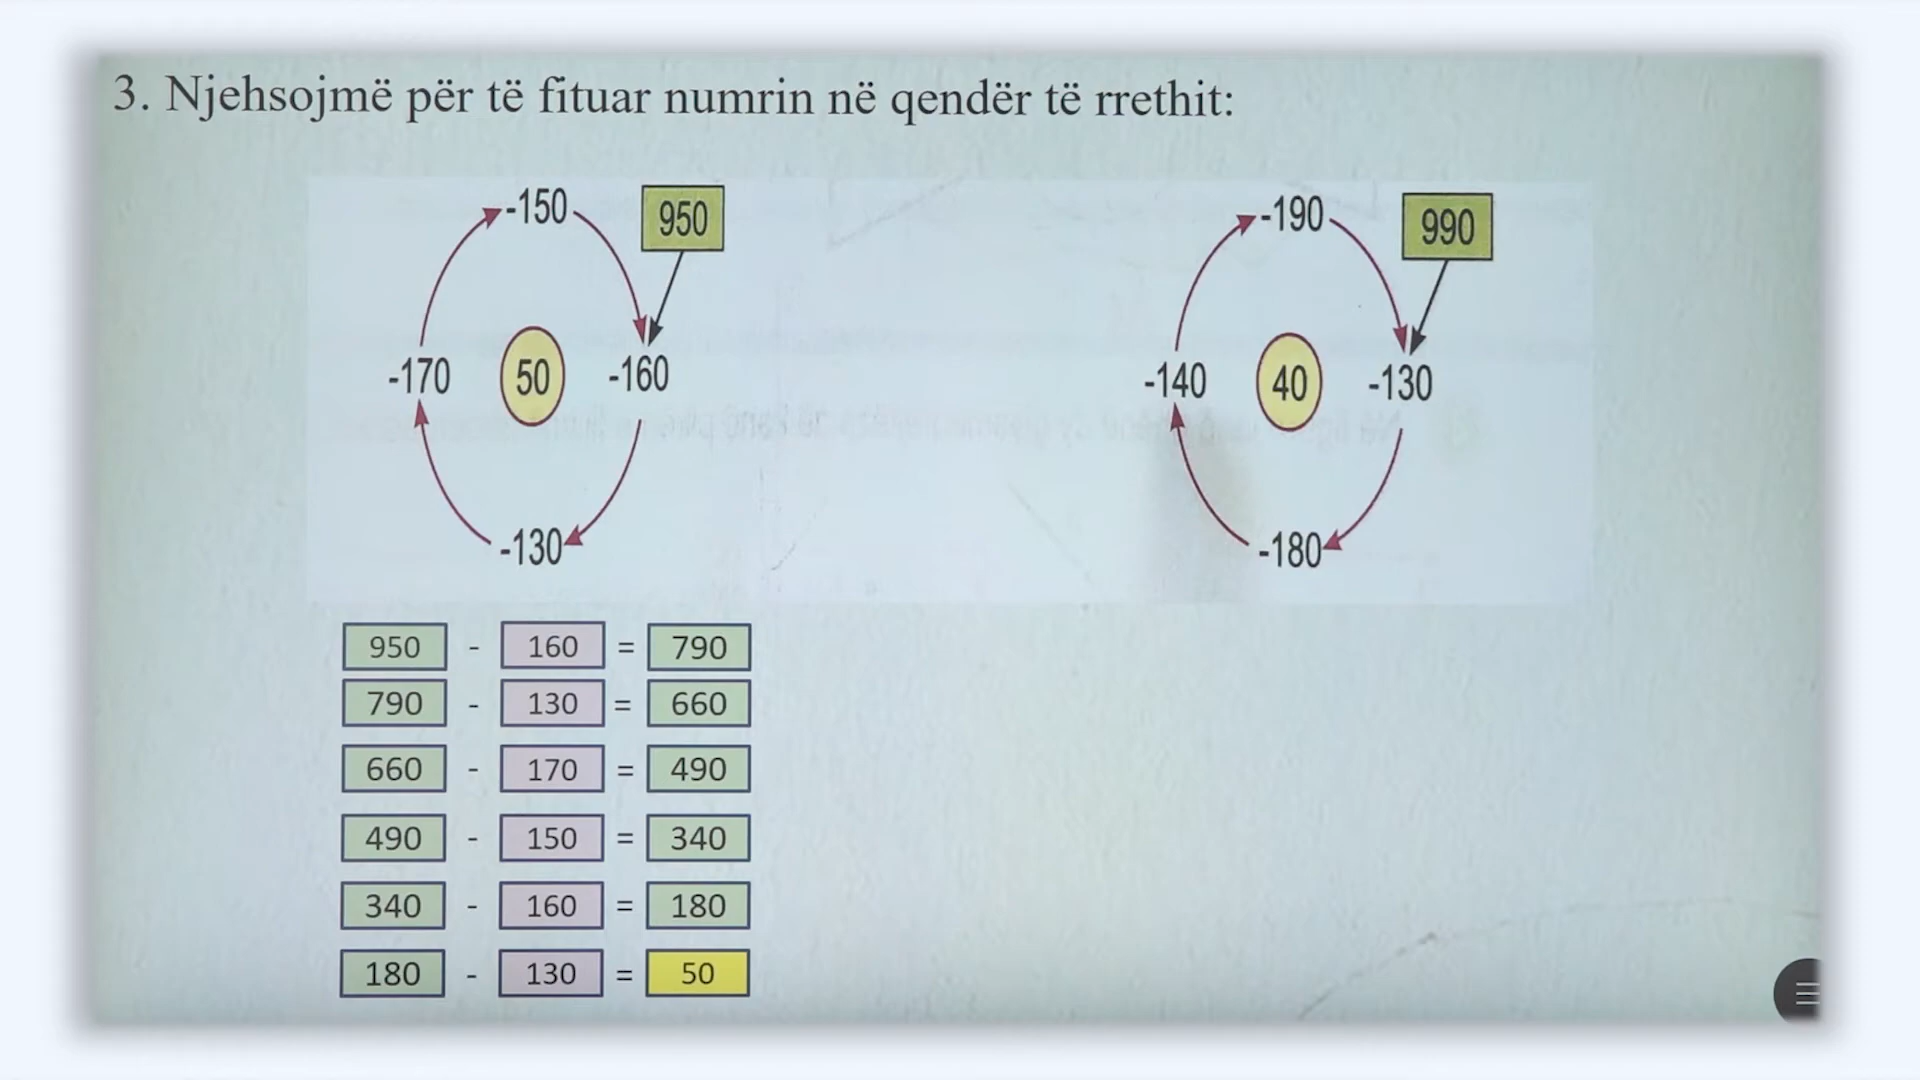 3. Njehsojmë për të fituar numrin në qendër të rrethit:
-150
950
-170
50
-160
-130
-190
990
-140
40
-130
-180
950 - 160 = 790
790 - 130 = 660
660 - 170 = 490
490 - 150 = 340
340 - 160 = 180
180 - 130 = 50